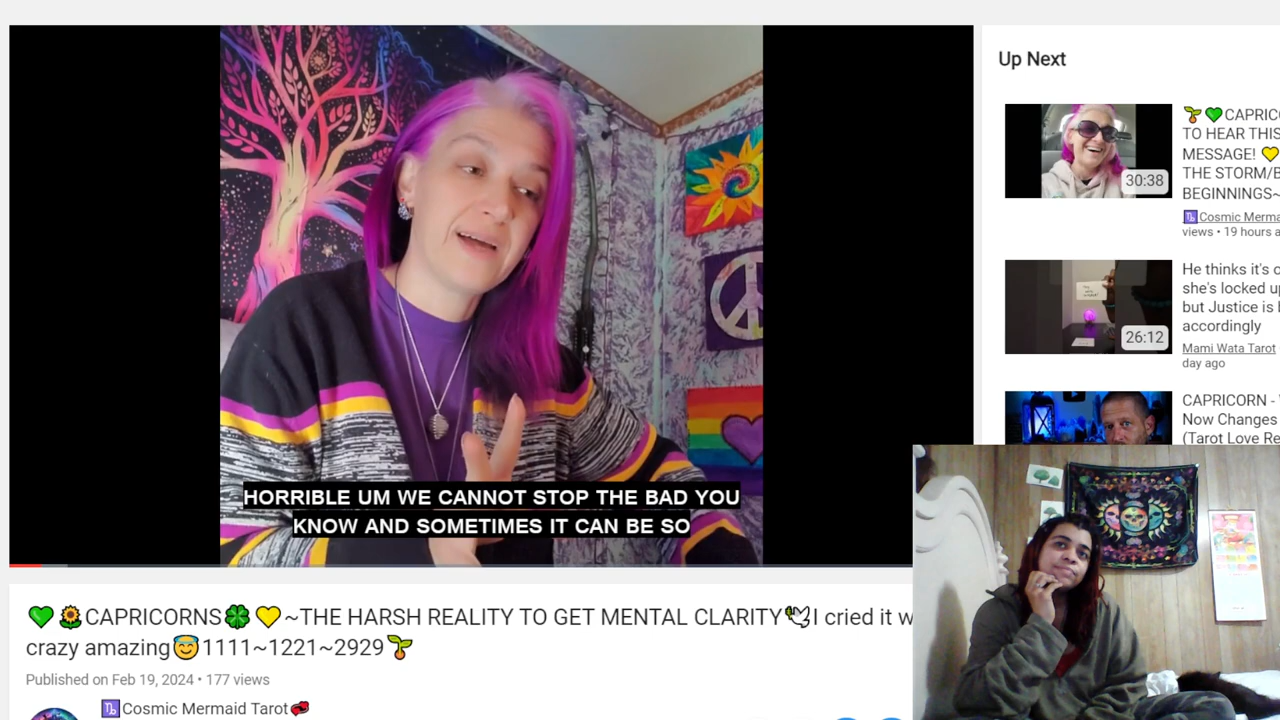 HORRIBLE UM WE CANNOT STOP THE BAD YOU
KNOW AND SOMETIMES IT CAN BE SO
💚🌻CAPRICORNS🍀💛~THE HARSH REALITY TO GET MENTAL CLARITY🕊I cried it w
crazy amazing😇1111~1221~2929🌱
Published on Feb 19, 2024 • 177 views
♑Cosmic Mermaid Tarot💋
Up Next
30:38
🌱💚CAPRICO
TO HEAR THIS
MESSAGE! 💛
THE STORM/B
BEGINNINGS~
♑Cosmic Merma
views • 19 hours a
26:12
He thinks it's o
she's locked up
but Justice is
accordingly
Mami Wata Tarot
day ago
CAPRICORN -
Now Changes
(Tarot Love Re